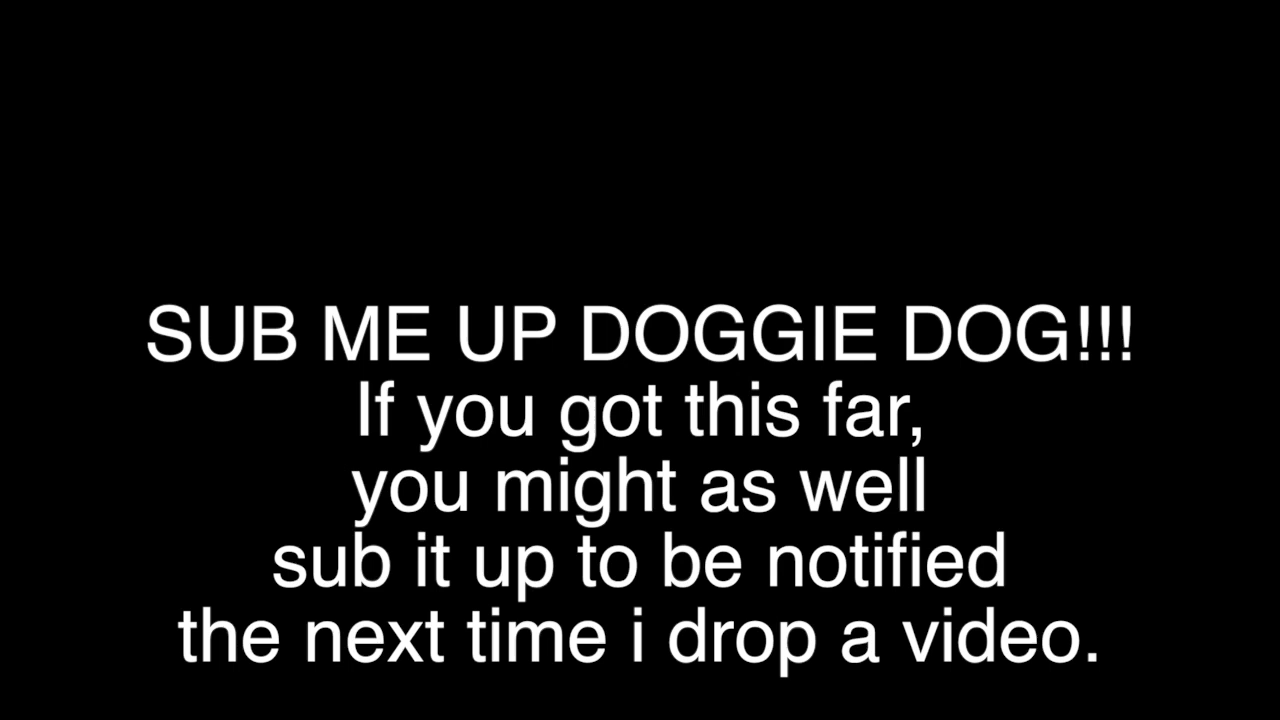 SUB ME UP DOGGIE DOG!!!
If you got this far,
you might as well
sub it up to be notified
the next time i drop a video.